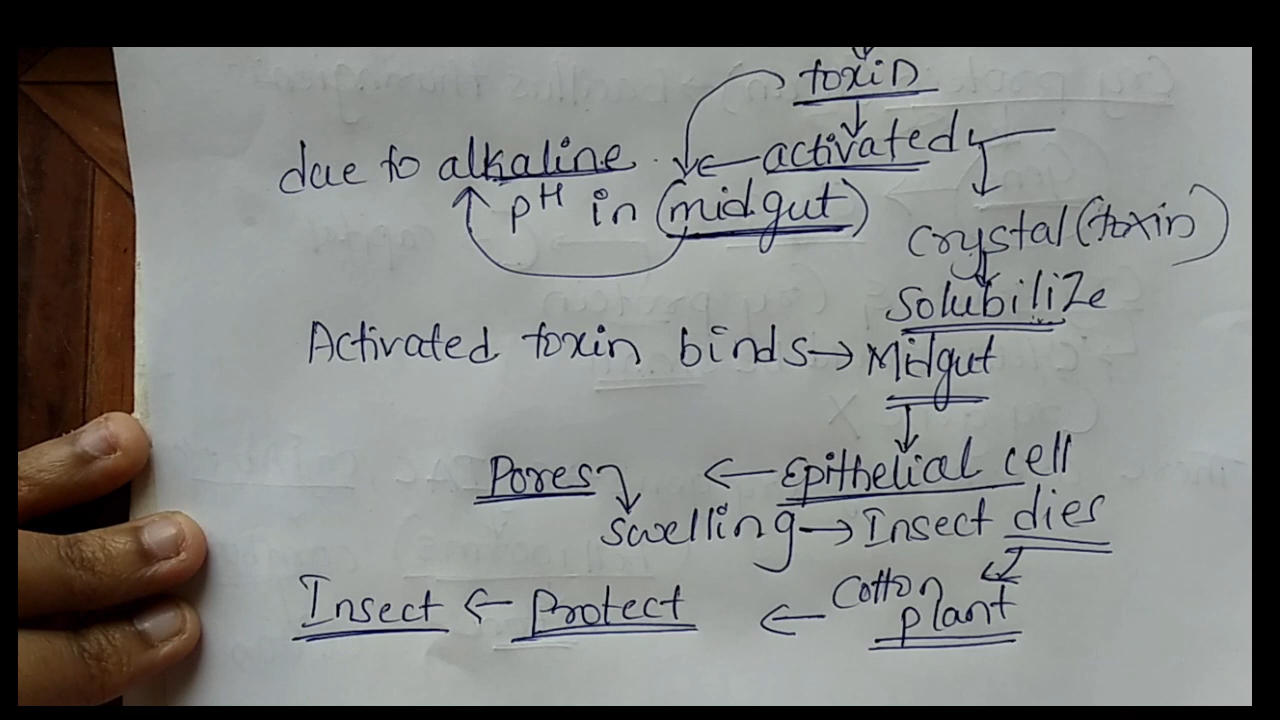 toxin
↓
due to alkaline ← activated
pH in (midgut)
crystal (toxin)
solubilize
Activated toxin binds → Midgut
↓
Pores ← Epithelial cell
swelling → Insect dies
Insect ← Protect ← Cotton
plant